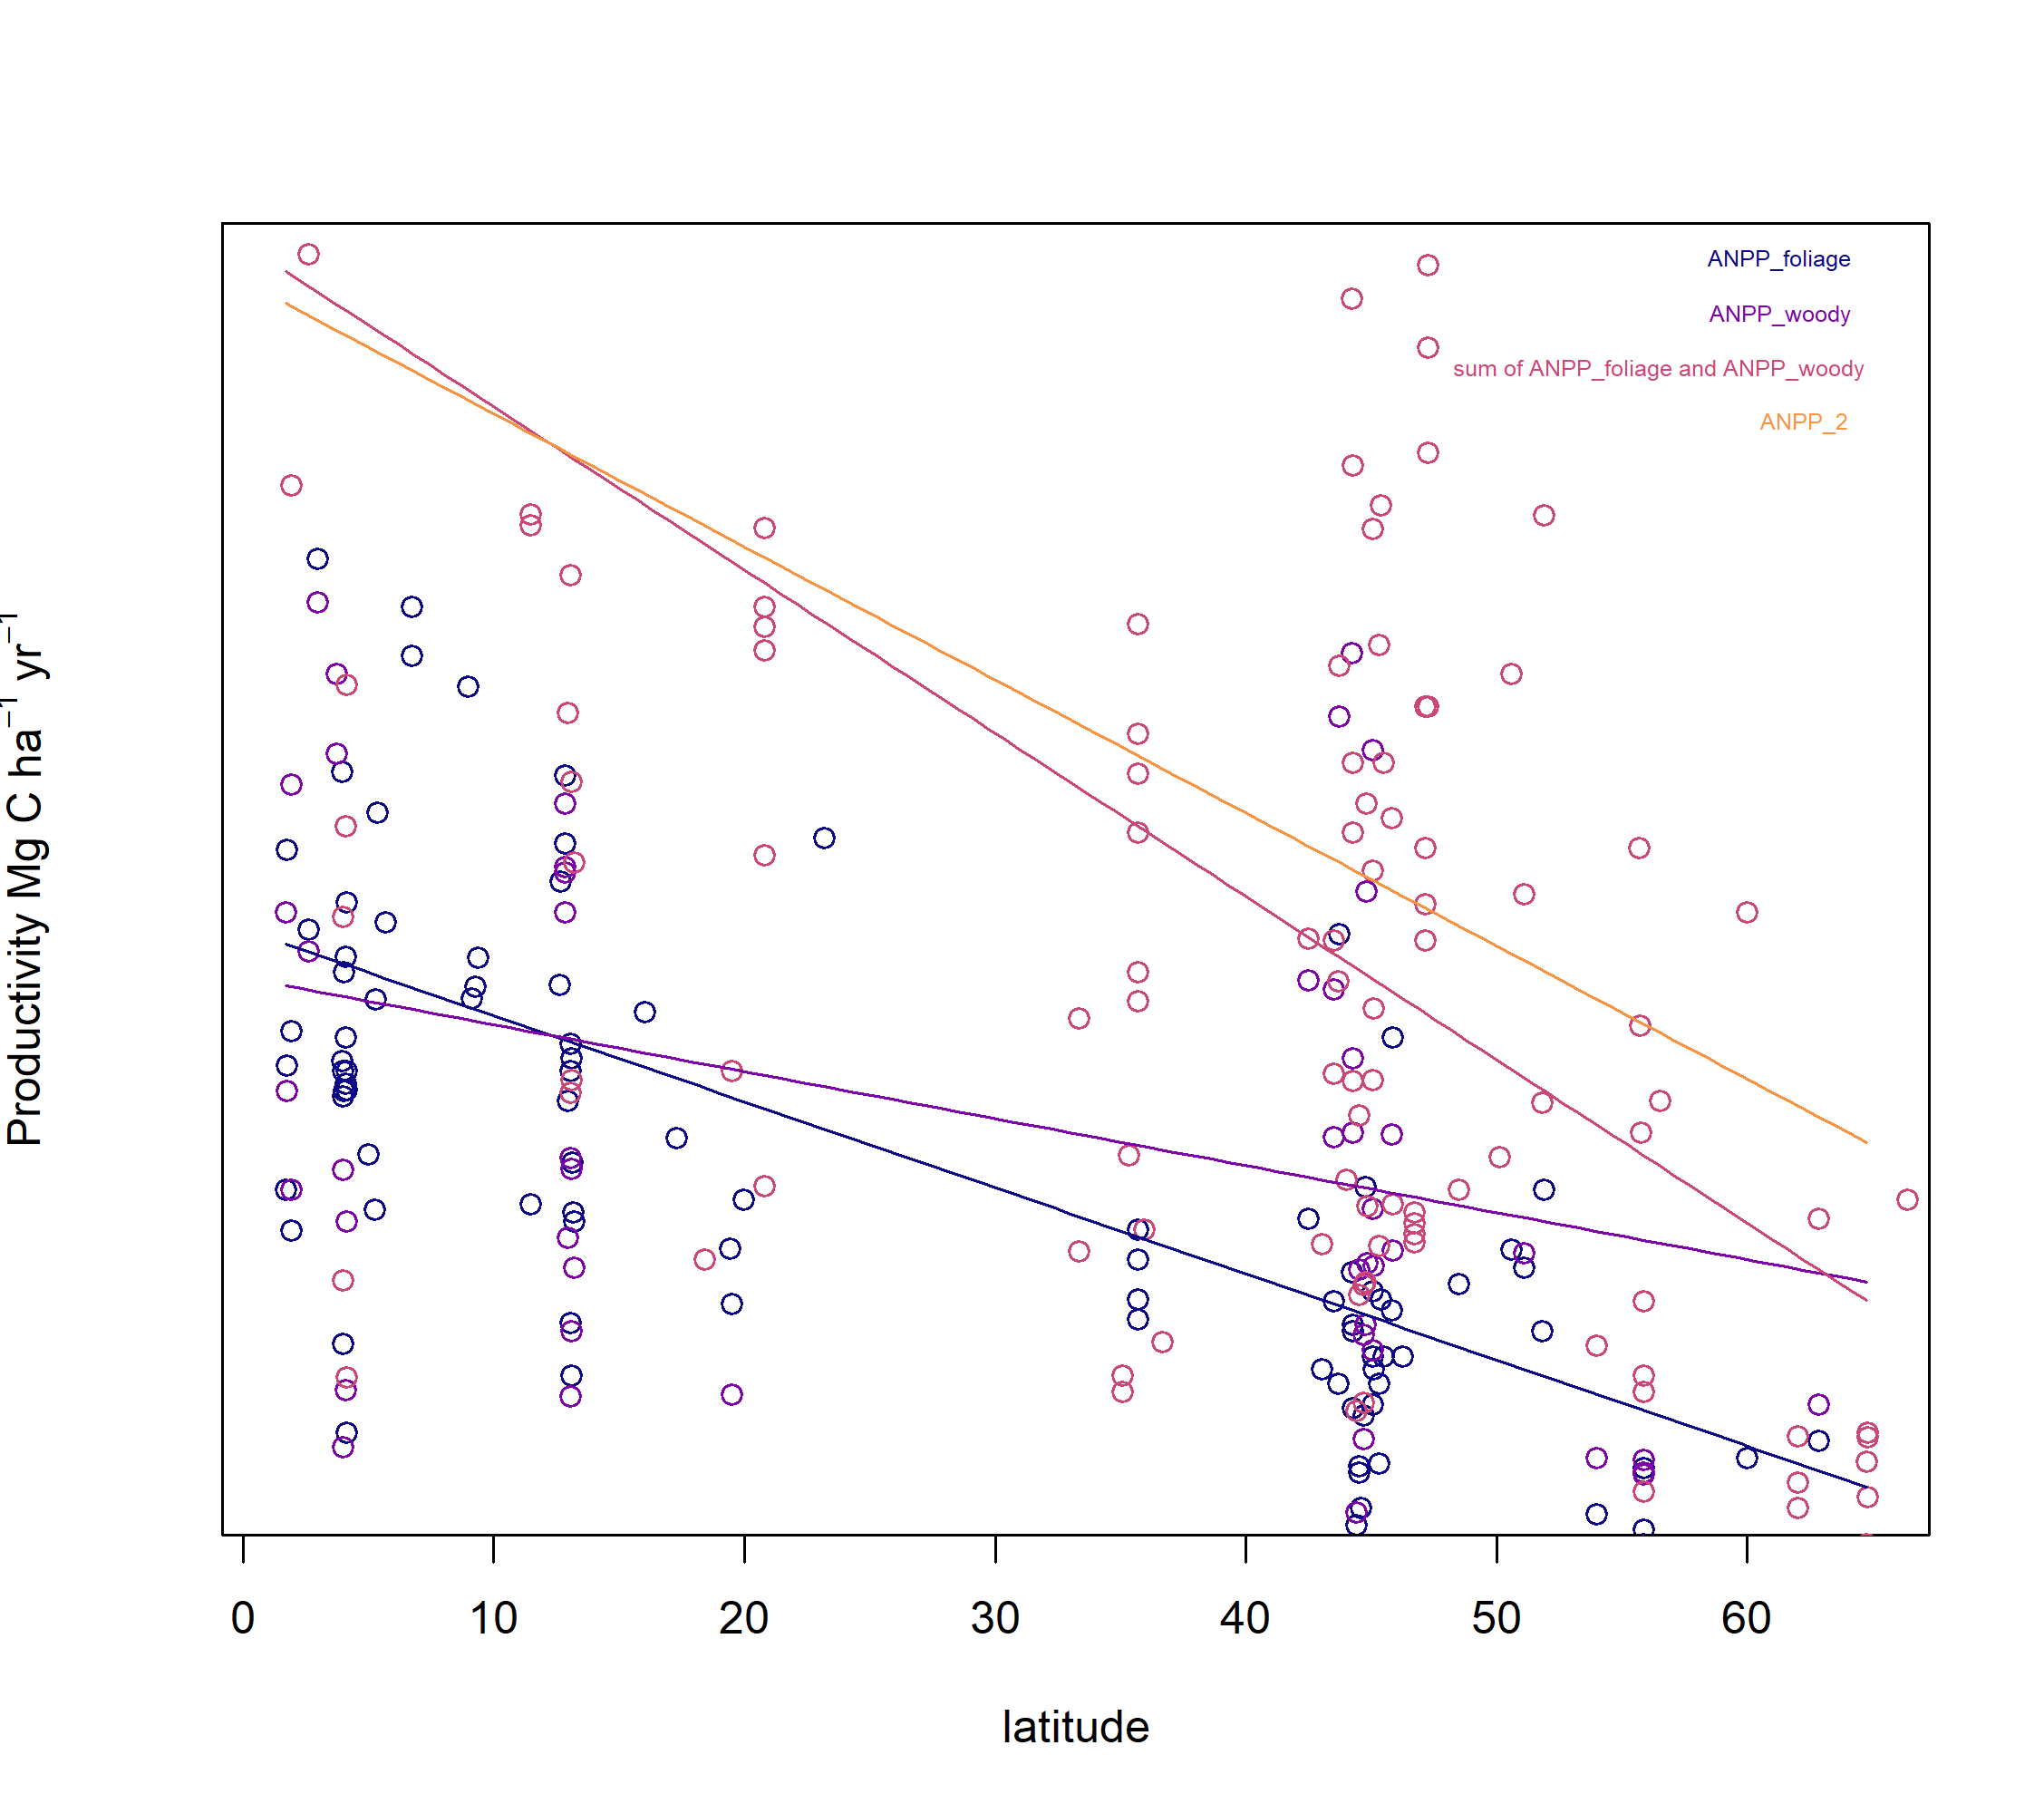 ANPP_foliage
ANPP_woody
sum of ANPP_foliage and ANPP_woody
ANPP_2
Productivity Mg C ha⁻¹ yr⁻¹
0 10 20 30 40 50 60
latitude